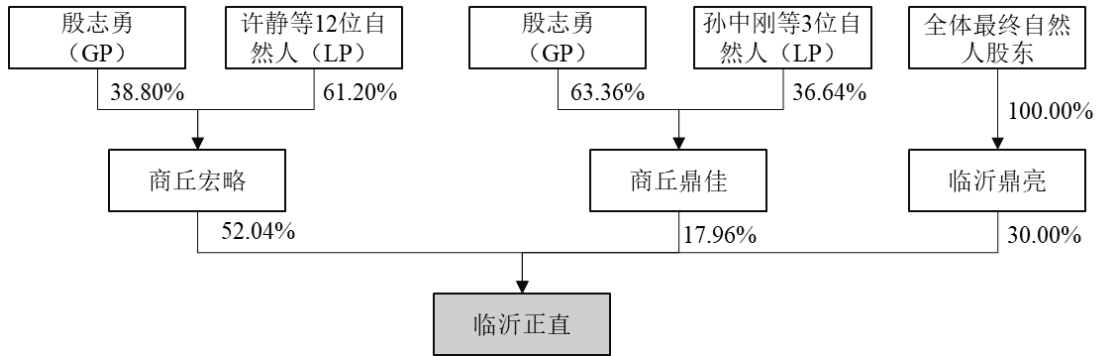 殷志勇
（GP）
许静等12位自
然人（LP）
殷志勇
（GP）
孙中刚等3位自
然人（LP）
全体最终自然
人股东
38.80%
61.20%
63.36%
36.64%
100.00%
商丘宏略
商丘鼎佳
临沂鼎亮
52.04%
17.96%
30.00%
临沂正直